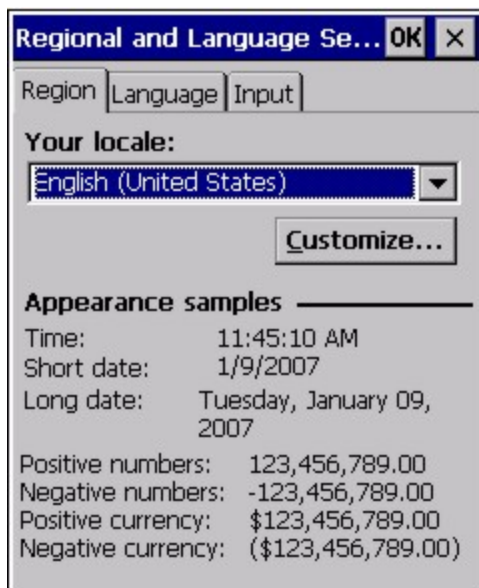 Regional and Language Se... OK ×
Region Language Input
Your locale:
English (United States)
Customize...
Appearance samples
Time: 11:45:10 AM
Short date: 1/9/2007
Long date: Tuesday, January 09,
2007
Positive numbers: 123,456,789.00
Negative numbers: -123,456,789.00
Positive currency: $123,456,789.00
Negative currency: ($123,456,789.00)